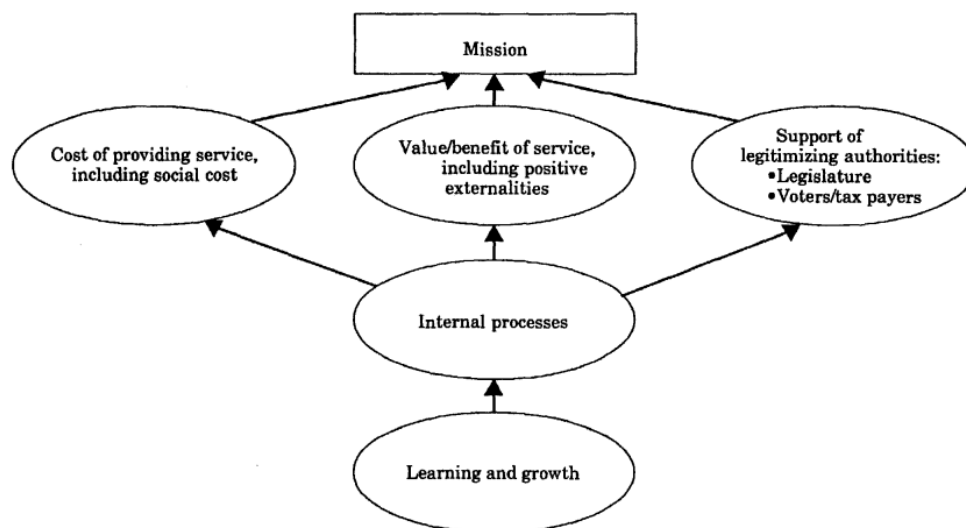 Mission
Cost of providing service,
including social cost
Value/benefit of service,
including positive
externalities
Support of
legitimizing authorities:
•Legislature
•Voters/tax payers
Internal processes
Learning and growth